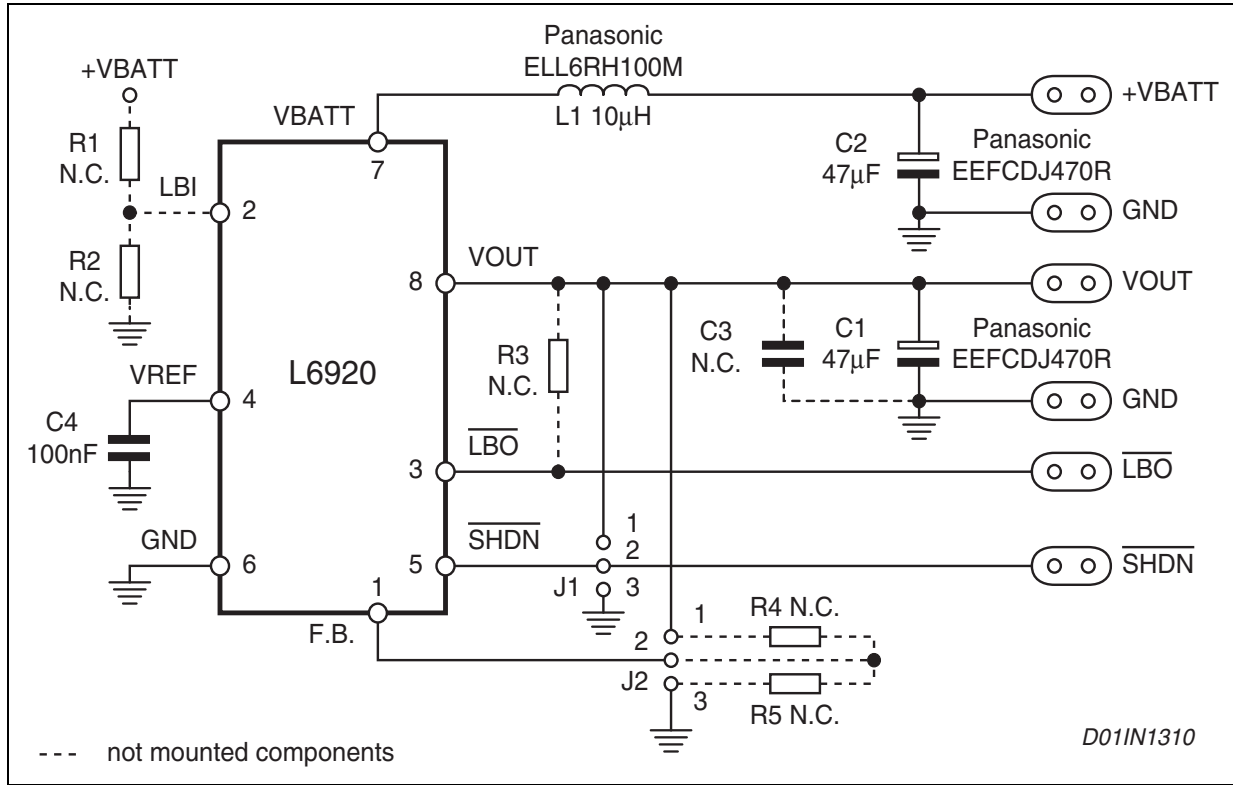 Panasonic
ELL6RH100M
L1 10μH
+VBATT
R1
N.C.
LBI
R2
N.C.
VBATT
7
2
+VBATT
C2
47μF
Panasonic
EEFCDJ470R
GND
VOUT
8
VOUT
R3
N.C.
C3
N.C.
C1
47μF
Panasonic
EEFCDJ470R
GND
L6920
VREF
4
C4
100nF
LBO
3
LBO
GND
6
SHDN
5
1
2
3
J1
SHDN
1
F.B.
1
2
3
J2
R4 N.C.
R5 N.C.
--- not mounted components
D01IN1310